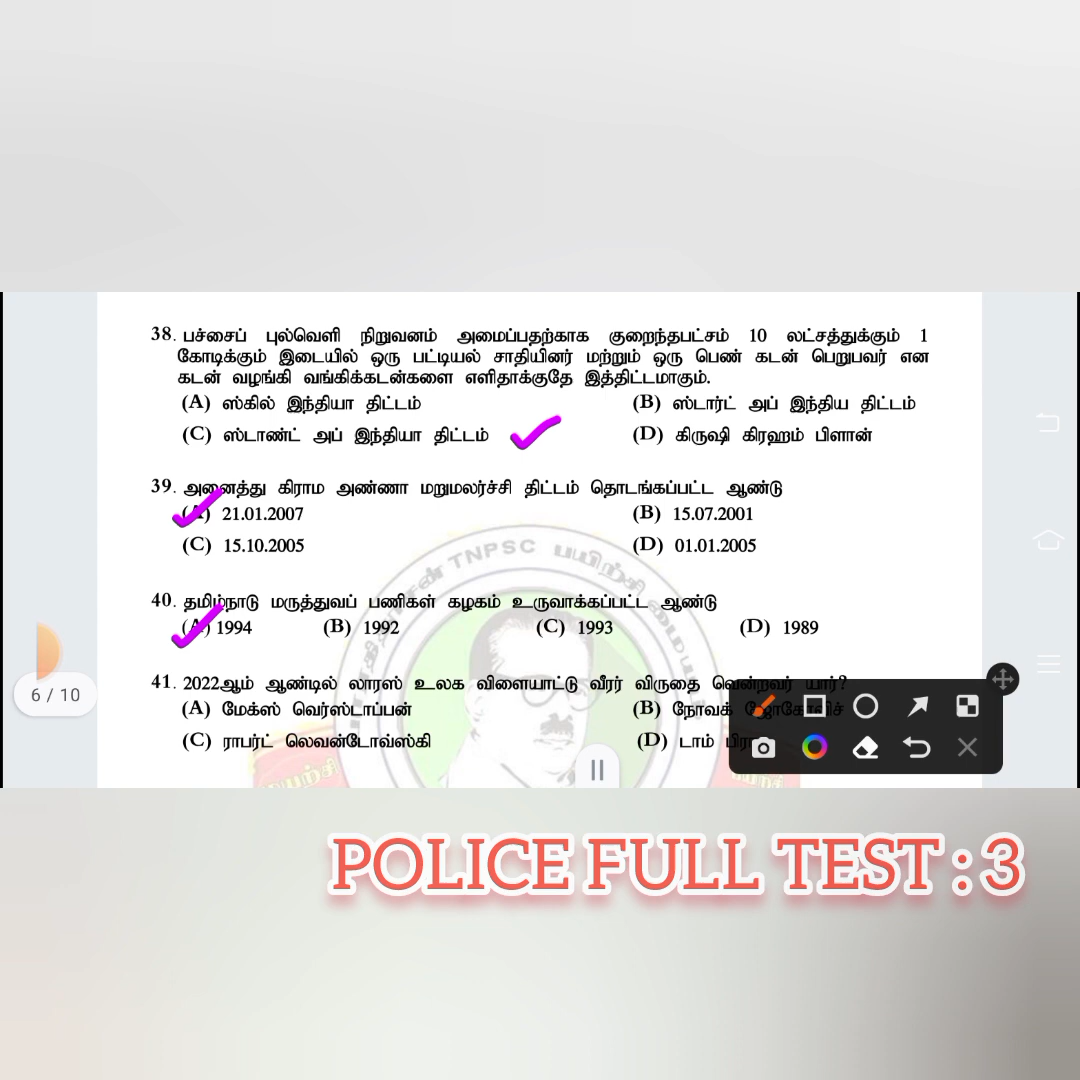 38. பச்சைப் புல்வெளி நிறுவனம் அமைப்பதற்காக குறைந்தபட்சம் 10 லட்சத்துக்கும் 1
கோடிக்கும் இடையில் ஒரு பட்டியல் சாதியினர் மற்றும் ஒரு பெண் கடன் பெறுபவர் என
கடன் வழங்கி வங்கிக்கடன்களை எளிதாக்குதே இத்திட்டமாகும்.
(A) ஸ்கில் இந்தியா திட்டம் (B) ஸ்டார்ட் அப் இந்திய திட்டம்
(C) ஸ்டாண்ட் அப் இந்தியா திட்டம் (D) கிருஷி கிரஹம் பிளான்
39. அனைத்து கிராம அண்ணா மறுமலர்ச்சி திட்டம் தொடங்கப்பட்ட ஆண்டு
(A) 21.01.2007 (B) 15.07.2001
(C) 15.10.2005 (D) 01.01.2005
TNPSC பயிற்சி மையம்
40. தமிழ்நாடு மருத்துவப் பணிகள் கழகம் உருவாக்கப்பட்ட ஆண்டு
(A) 1994 (B) 1992 (C) 1993 (D) 1989
41. 2022ஆம் ஆண்டில் லாரஸ் உலக விளையாட்டு வீரர் விருதை வென்றவர் யார்?
(A) மேக்ஸ் வெர்ஸ்டாப்பன் (B) நோவக்
(C) ராபர்ட் லெவன்டோவ்ஸ்கி (D) டாம்
6 / 10
POLICE FULL TEST : 3